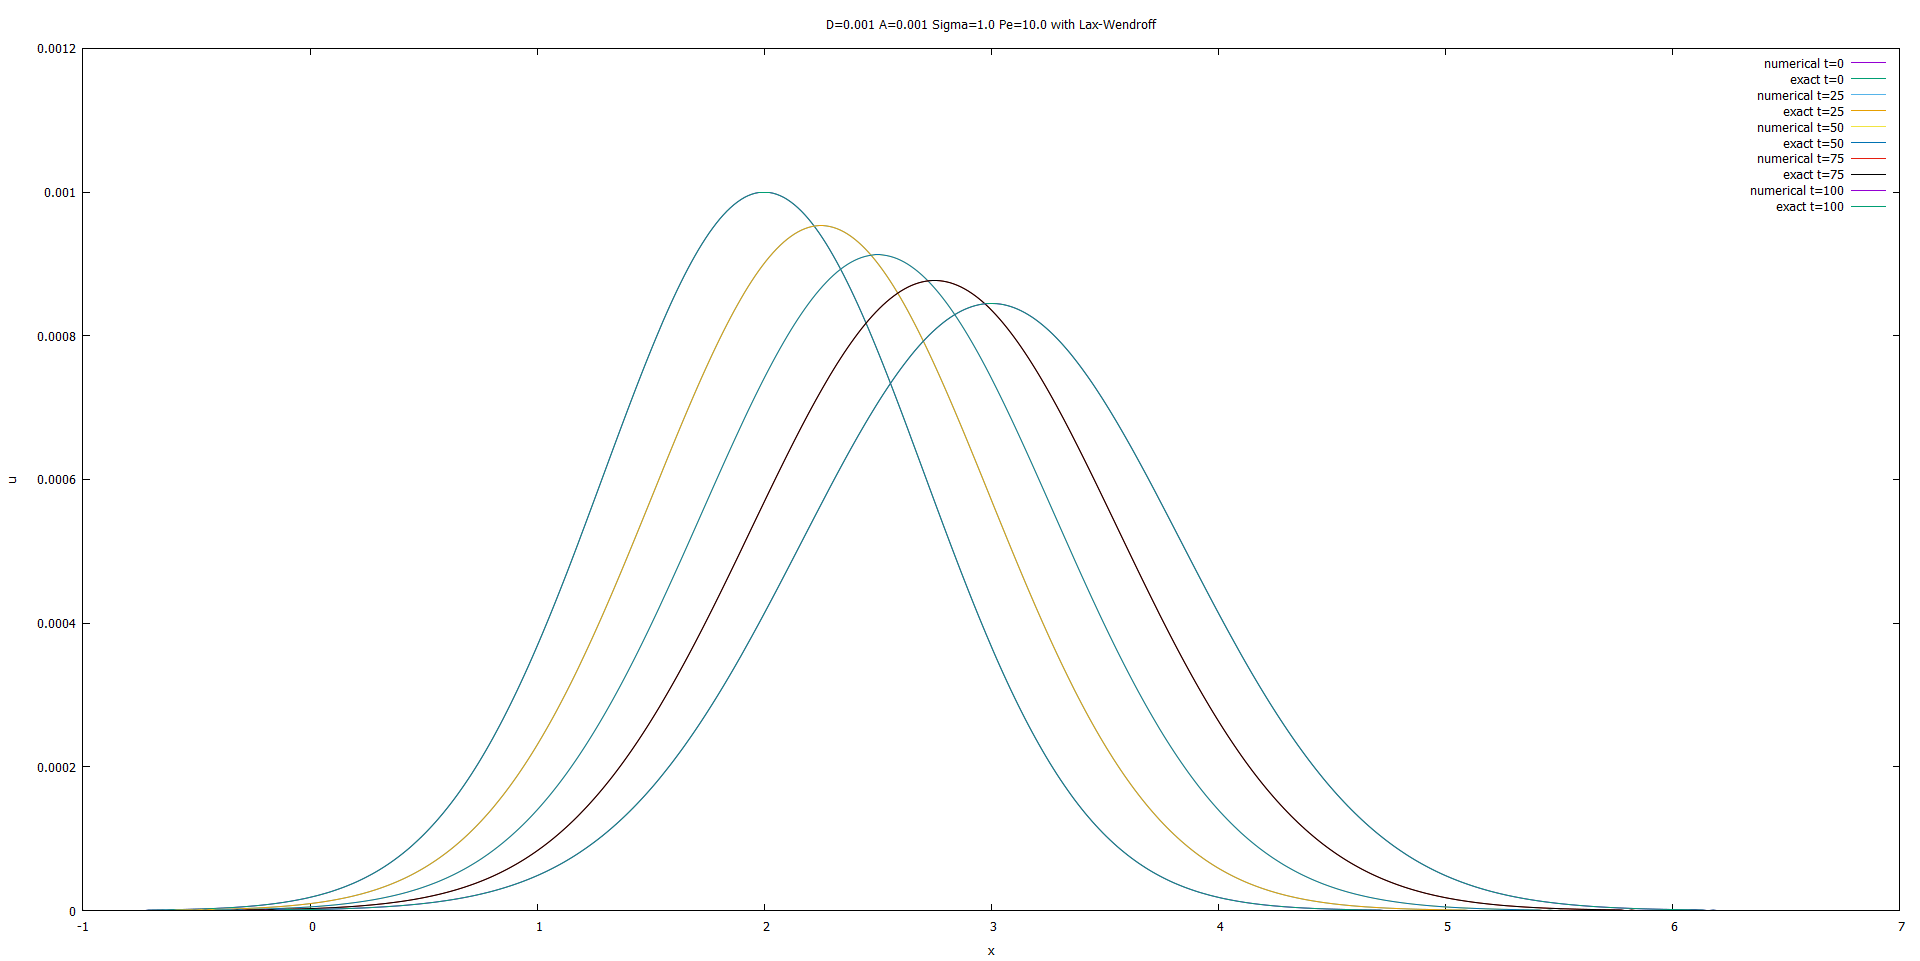 D=0.001 A=0.001 Sigma=1.0 Pe=10.0 with Lax-Wendroff
numerical t=0
exact t=0
numerical t=25
exact t=25
numerical t=50
exact t=50
numerical t=75
exact t=75
numerical t=100
exact t=100
0.0012
0.001
0.0008
0.0006
0.0004
0.0002
0
u
-1 0 1 2 3 4 5 6 7
x